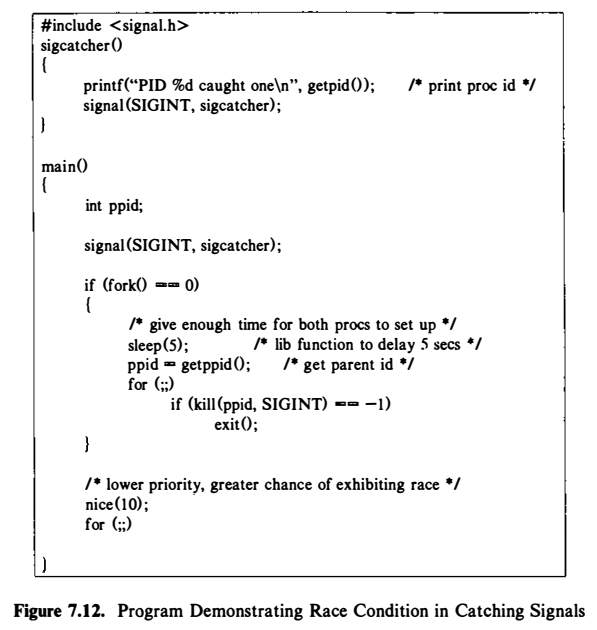 #include <signal.h>
sigcatcher()
{
printf("PID %d caught one\n", getpid()); /* print proc id */
signal(SIGINT, sigcatcher);
}
main()
{
int ppid;
signal(SIGINT, sigcatcher);
if (fork() == 0)
{
/* give enough time for both procs to set up */
sleep(5); /* lib function to delay 5 secs */
ppid = getppid(); /* get parent id */
for (;;)
if (kill(ppid, SIGINT) == -1)
exit();
}
/* lower priority, greater chance of exhibiting race */
nice(10);
for (;;)
}
Figure 7.12. Program Demonstrating Race Condition in Catching Signals